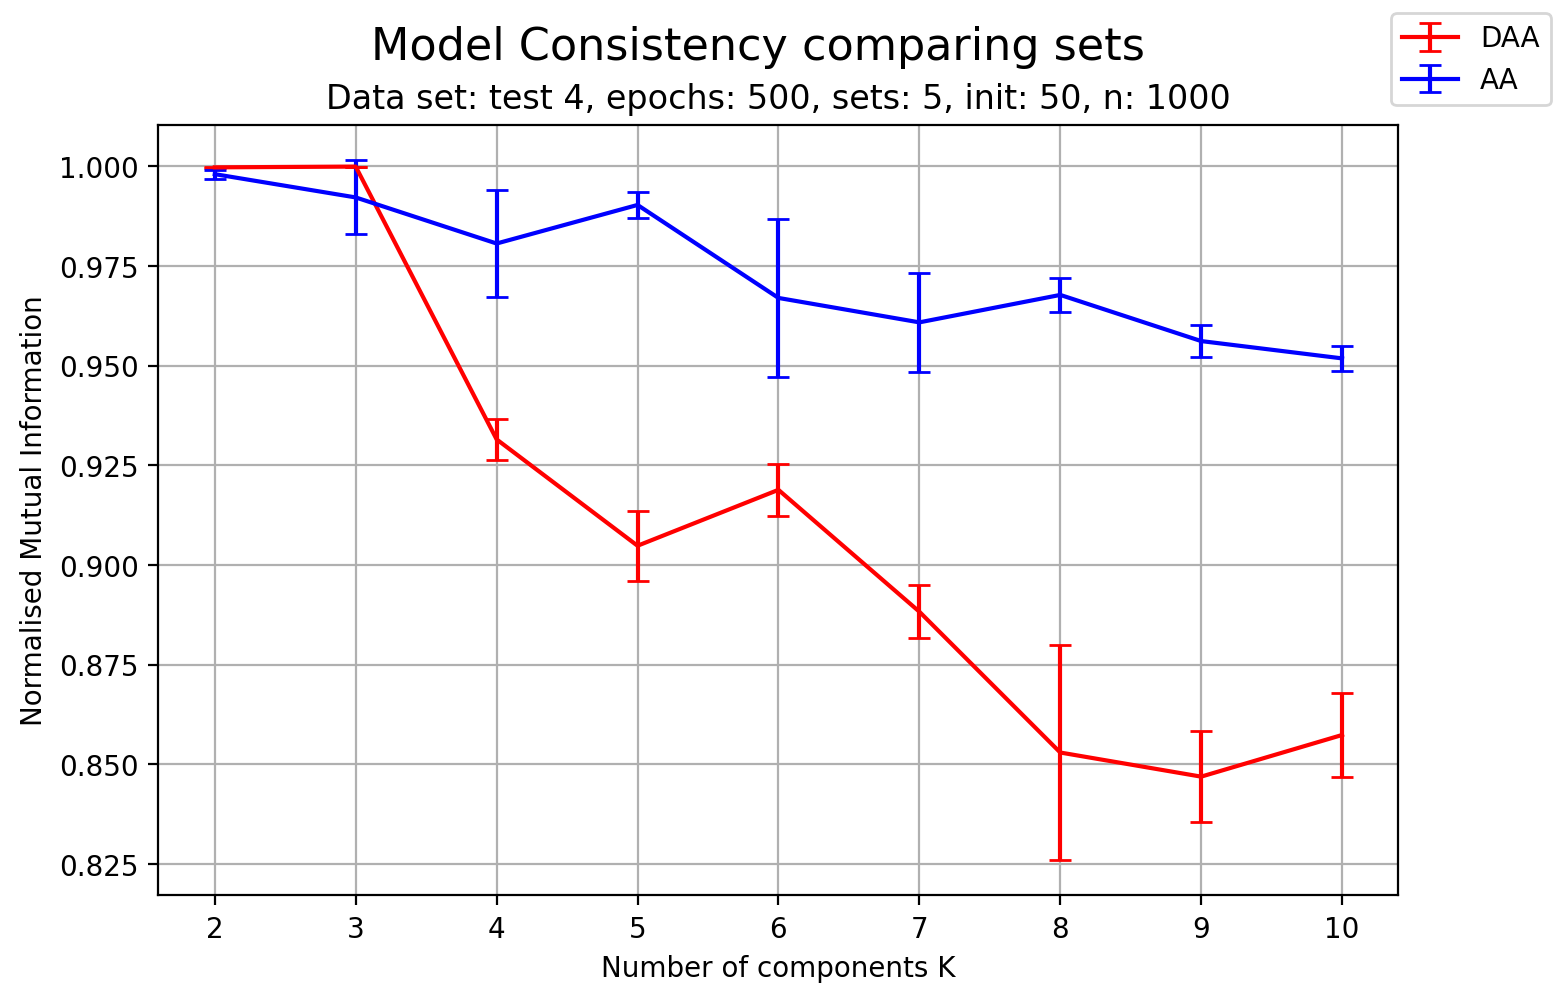 Model Consistency comparing sets
Data set: test 4, epochs: 500, sets: 5, init: 50, n: 1000
DAA
AA
Normalised Mutual Information
1.000
0.975
0.950
0.925
0.900
0.875
0.850
0.825
2 3 4 5 6 7 8 9 10
Number of components K